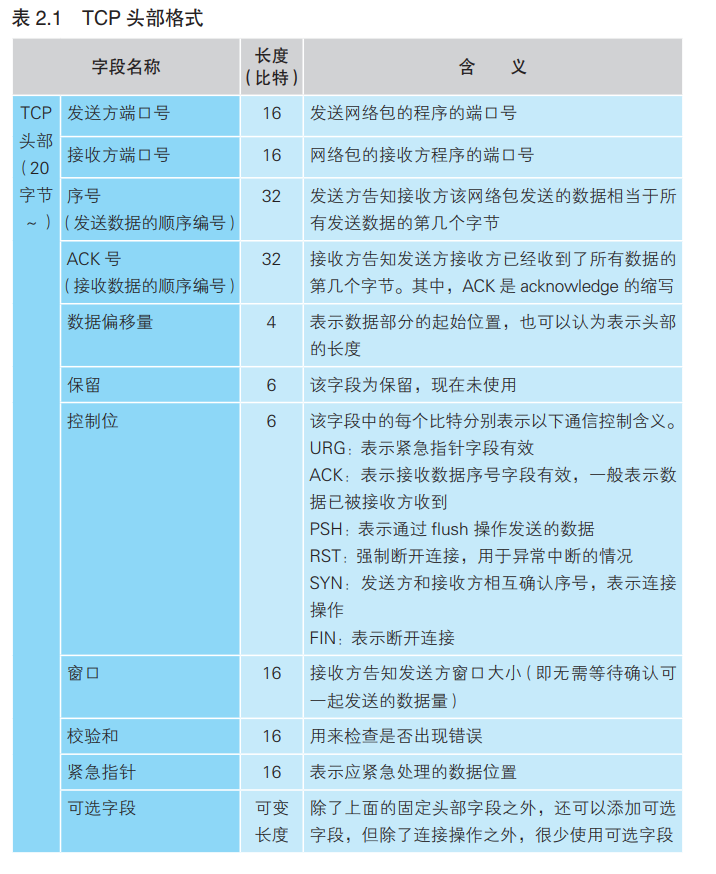 表 2.1 TCP 头部格式
字段名称
长度
(比特)
含 义
TCP
头部
(20
字节
~)
发送方端口号
16
发送网络包的程序的端口号
接收方端口号
16
网络包的接收方程序的端口号
序号
(发送数据的顺序编号)
32
发送方告知接收方该网络包发送的数据相当于所
有发送数据的第几个字节
ACK 号
(接收数据的顺序编号)
32
接收方告知发送方接收方已经收到了所有数据的
第几个字节。其中，ACK 是 acknowledge 的缩写
数据偏移量
4
表示数据部分的起始位置，也可以认为表示头部
的长度
保留
6
该字段为保留，现在未使用
控制位
6
该字段中的每个比特分别表示以下通信控制含义。
URG：表示紧急指针字段有效
ACK：表示接收数据序号字段有效，一般表示数
据已被接收方收到
PSH：表示通过 flush 操作发送的数据
RST：强制断开连接，用于异常中断的情况
SYN：发送方和接收方相互确认序号，表示连接
操作
FIN：表示断开连接
窗口
16
接收方告知发送方窗口大小(即无需等待确认可
一起发送的数据量)
校验和
16
用来检查是否出现错误
紧急指针
16
表示应紧急处理的数据位置
可选字段
可变
长度
除了上面的固定头部字段之外，还可以添加可选
字段，但除了连接操作之外，很少使用可选字段